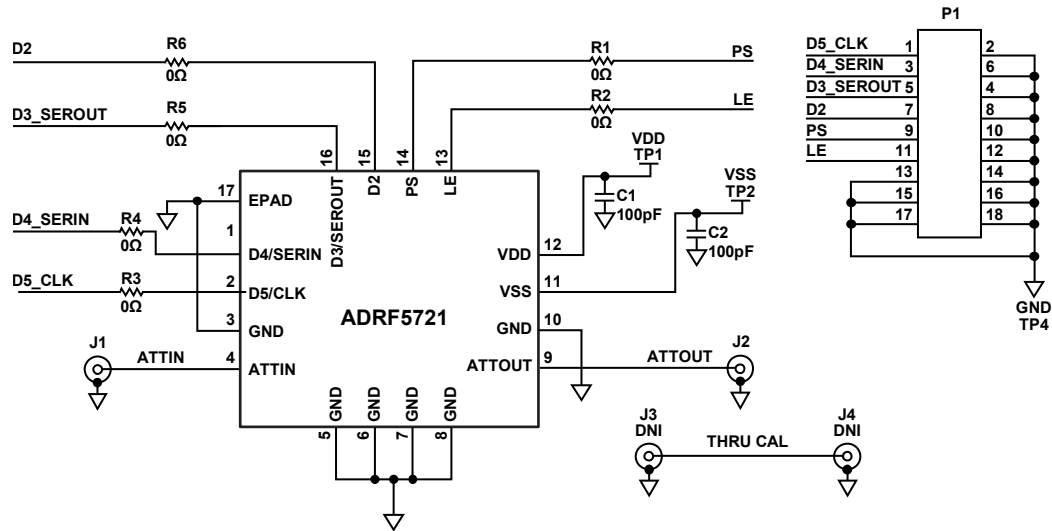 P1
D2
R6
0Ω
R1
0Ω
PS
D3_SEROUT
R5
0Ω
R2
0Ω
LE
D5_CLK 1 2
D4_SERIN 3 6
D3_SEROUT 5 4
D2 7 8
PS 9 10
LE 11 12
13 14
15 16
17 18
GND
TP4
16 15 14 13
D3/SEROUT
D2
PS
LE
VDD
TP1
C1
100pF
VSS
TP2
C2
100pF
17 EPAD
D4_SERIN
R4
0Ω
1
D4/SERIN
D5_CLK
R3
0Ω
2
D5/CLK
3
GND
J1
ATTIN
4
ATTIN
ADRF5721
VDD
12
VSS
11
GND
10
ATTOUT
9
ATTOUT
J2
GND
GND
GND
GND
5
6
7
8
J3
DNI
THRU CAL
J4
DNI